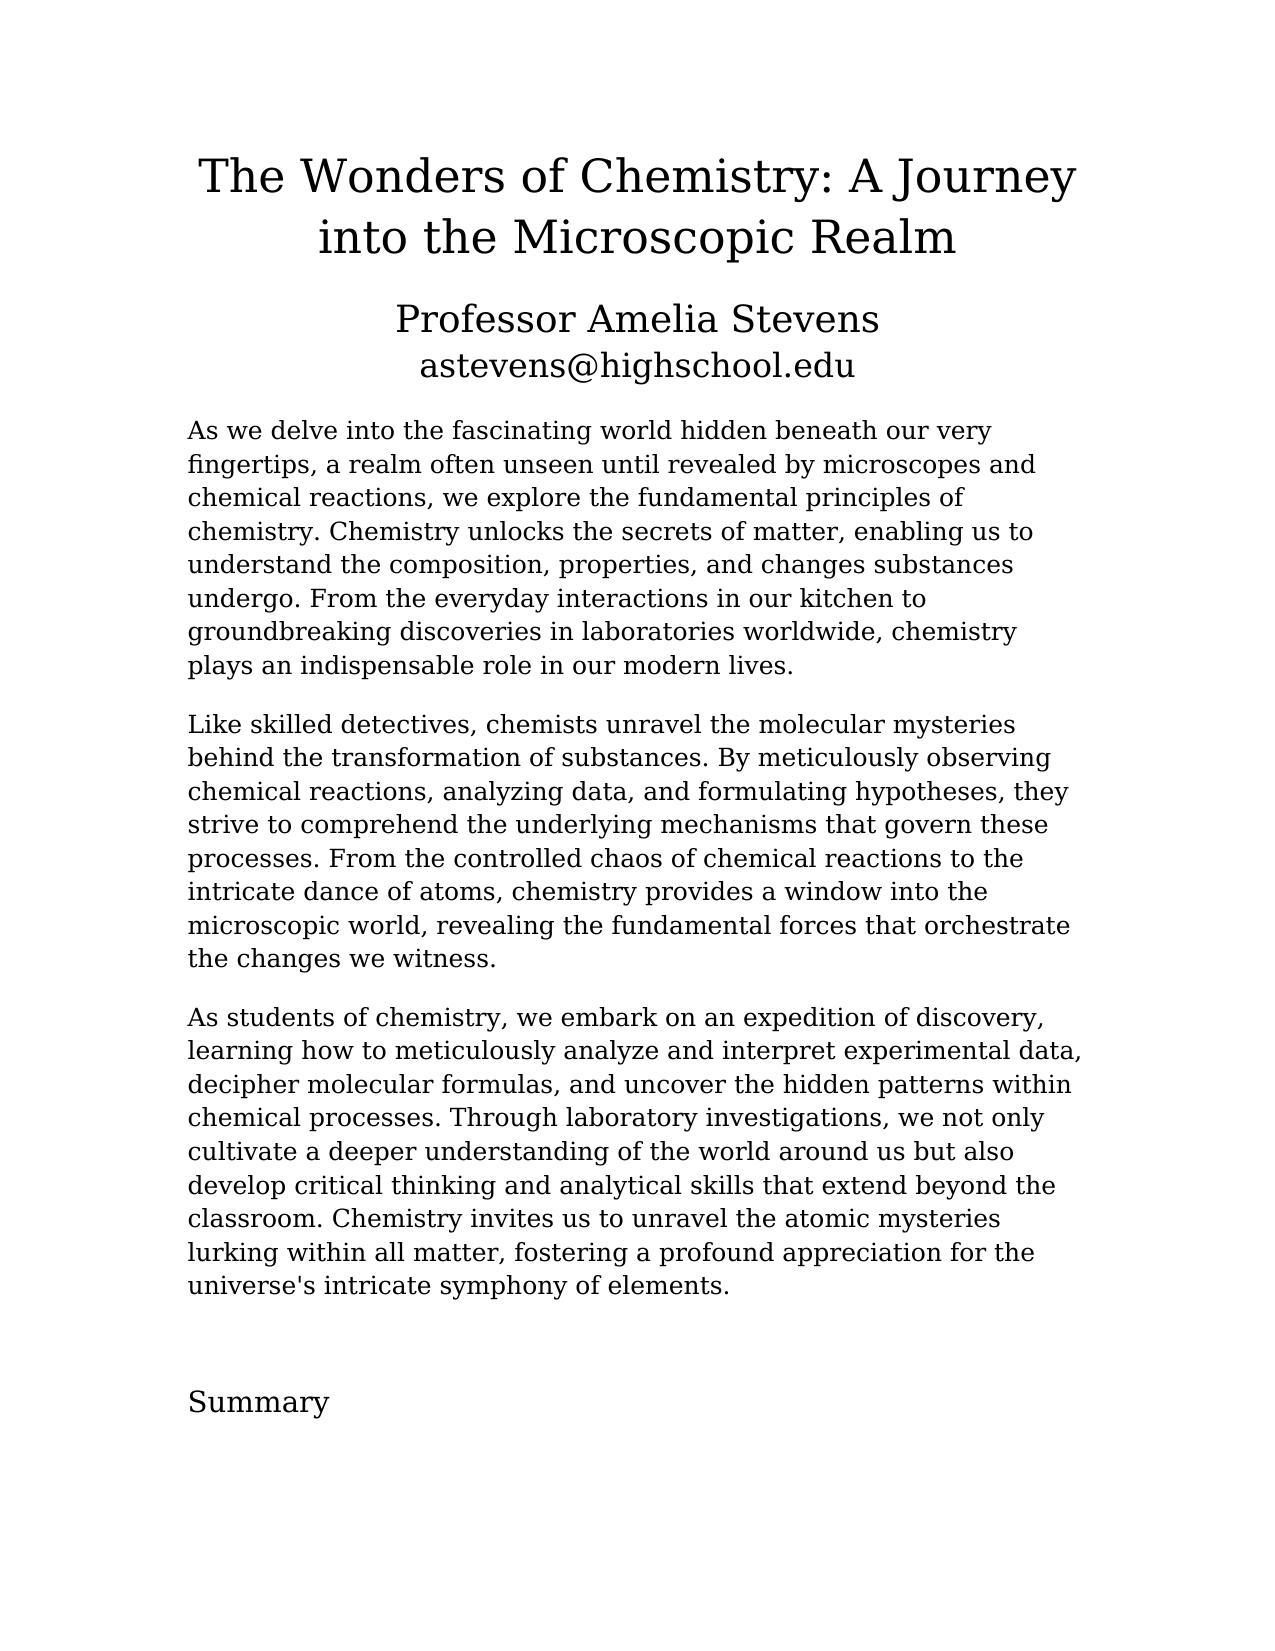 The Wonders of Chemistry: A Journey
into the Microscopic Realm
Professor Amelia Stevens
astevens@highschool.edu
As we delve into the fascinating world hidden beneath our very
fingertips, a realm often unseen until revealed by microscopes and
chemical reactions, we explore the fundamental principles of
chemistry. Chemistry unlocks the secrets of matter, enabling us to
understand the composition, properties, and changes substances
undergo. From the everyday interactions in our kitchen to
groundbreaking discoveries in laboratories worldwide, chemistry
plays an indispensable role in our modern lives.
Like skilled detectives, chemists unravel the molecular mysteries
behind the transformation of substances. By meticulously observing
chemical reactions, analyzing data, and formulating hypotheses, they
strive to comprehend the underlying mechanisms that govern these
processes. From the controlled chaos of chemical reactions to the
intricate dance of atoms, chemistry provides a window into the
microscopic world, revealing the fundamental forces that orchestrate
the changes we witness.
As students of chemistry, we embark on an expedition of discovery,
learning how to meticulously analyze and interpret experimental data,
decipher molecular formulas, and uncover the hidden patterns within
chemical processes. Through laboratory investigations, we not only
cultivate a deeper understanding of the world around us but also
develop critical thinking and analytical skills that extend beyond the
classroom. Chemistry invites us to unravel the atomic mysteries
lurking within all matter, fostering a profound appreciation for the
universe's intricate symphony of elements.
Summary